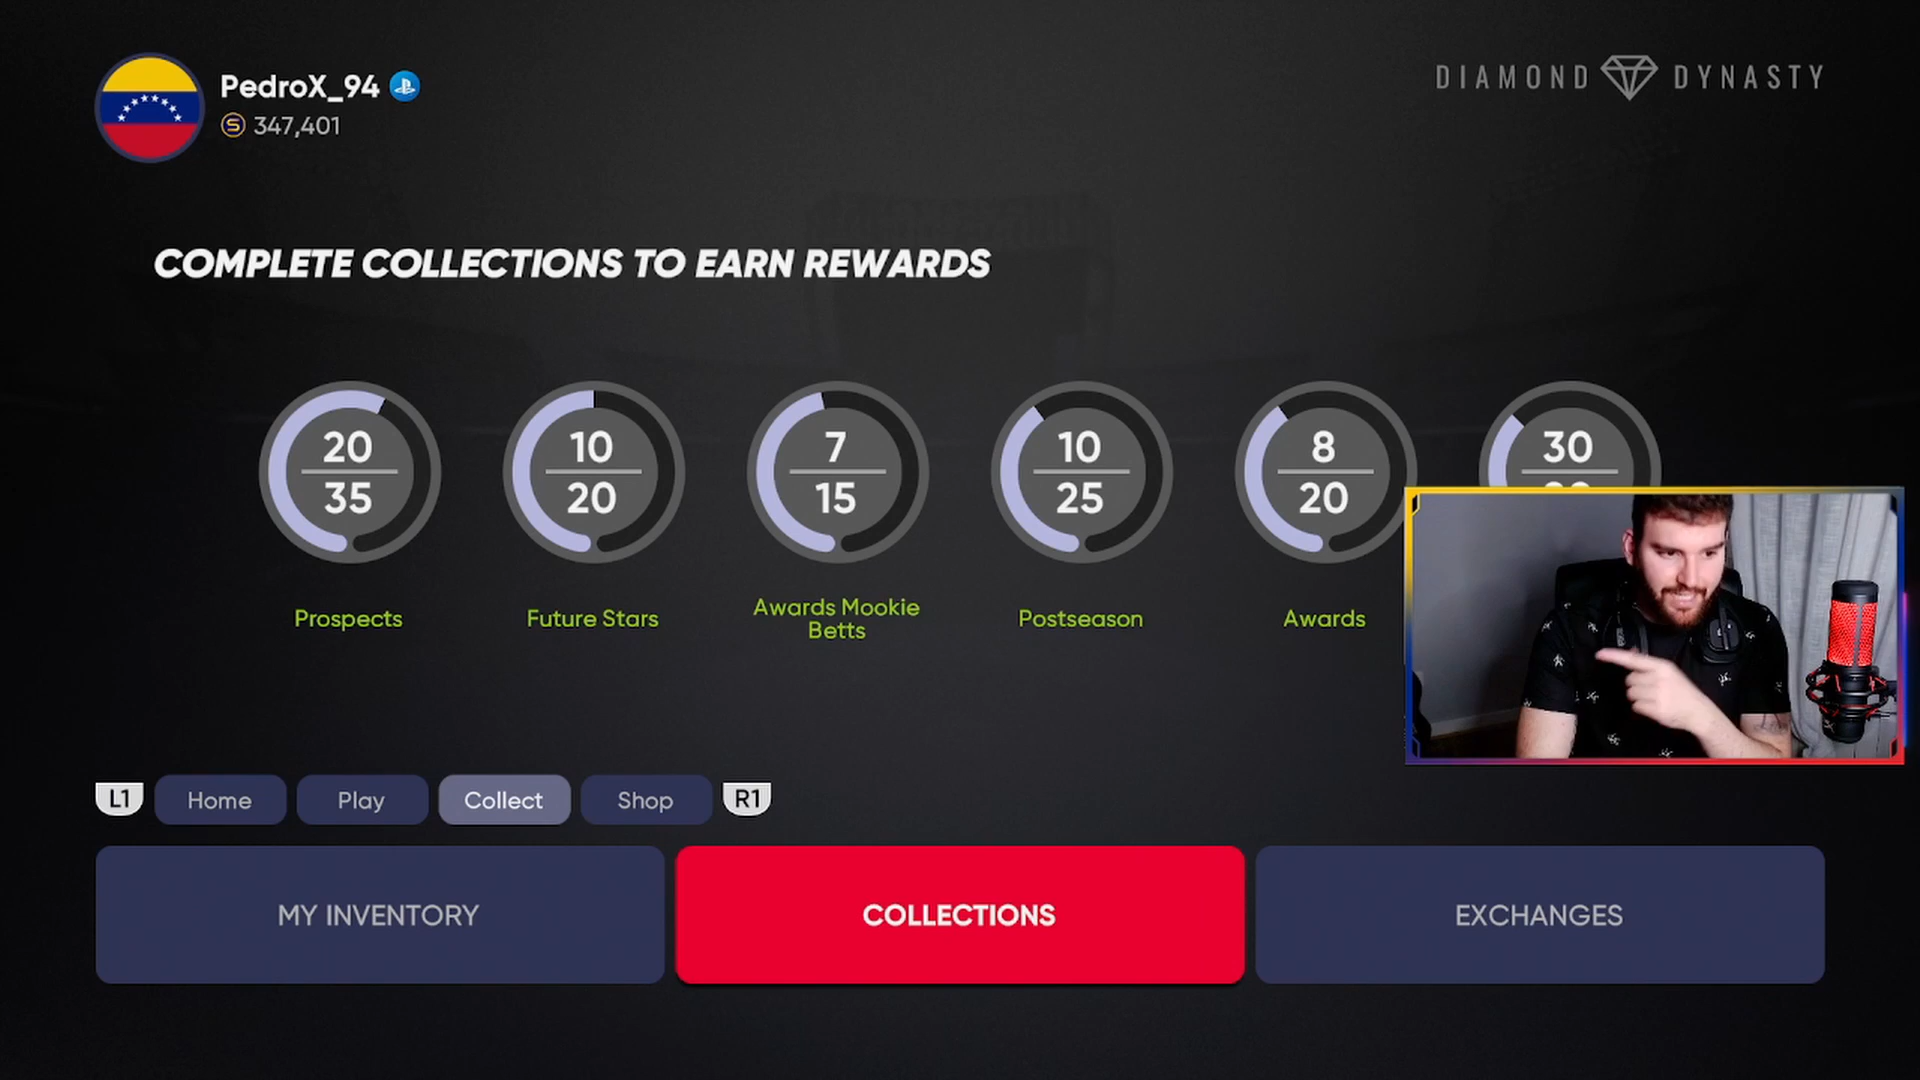 PedroX_94
347,401
DIAMOND DYNASTY
COMPLETE COLLECTIONS TO EARN REWARDS
20
35
Prospects
10
20
Future Stars
7
15
Awards Mookie
Betts
10
25
Postseason
8
20
Awards
30
L1
Home
Play
Collect
Shop
R1
MY INVENTORY
COLLECTIONS
EXCHANGES